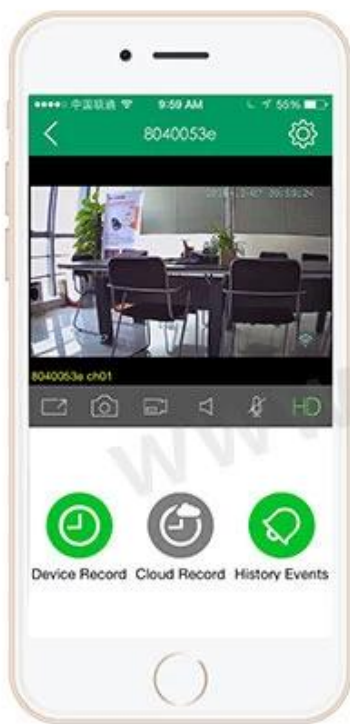 中国联通 9:59 AM 55%
8040053e
8040053e ch01
HD
Device Record Cloud Record History Events